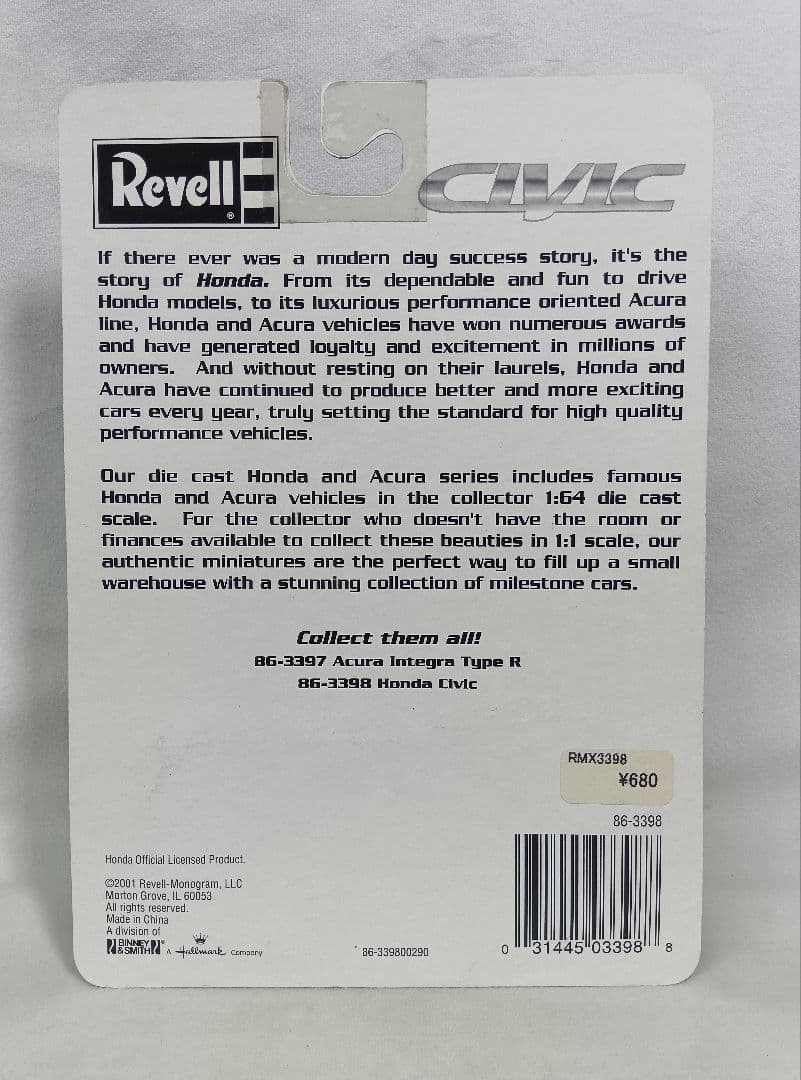 Revell®
CIVIC
If there ever was a modern day success story, it's the
story of Honda. From its dependable and fun to drive
Honda models, to its luxurious performance oriented Acura
line, Honda and Acura vehicles have won numerous awards
and have generated loyalty and excitement in millions of
owners. And without resting on their laurels, Honda and
Acura have continued to produce better and more exciting
cars every year, truly setting the standard for high quality
performance vehicles.
Our die cast Honda and Acura series includes famous
Honda and Acura vehicles in the collector 1:64 die cast
scale. For the collector who doesn't have the room or
finances available to collect these beauties in 1:1 scale, our
authentic miniatures are the perfect way to fill up a small
warehouse with a stunning collection of milestone cars.
Collect them all!
86-3397 Acura Integra Type R
86-3398 Honda Civic
RMX3398
¥680
86-3398
Honda Official Licensed Product.
©2001 Revell-Monogram, LLC
Morton Grove, IL 60053
All rights reserved.
Made in China
A division of
BINNEY & SMITH® A Hallmark Company
86-339800290
0 31445 03398 8